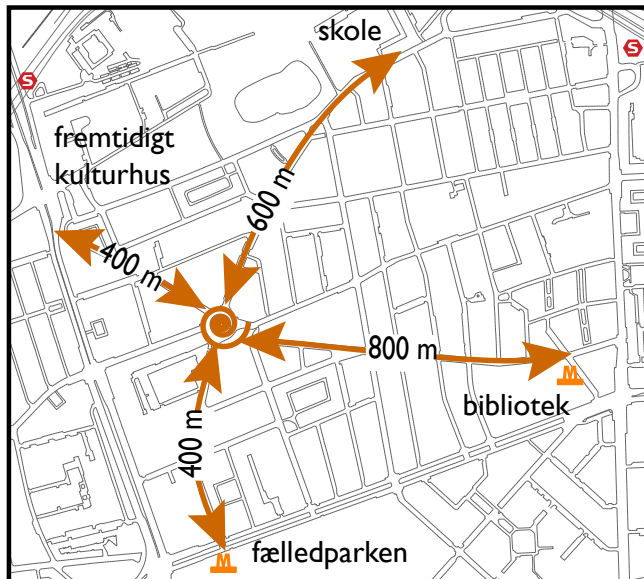 skole
S
S
fremtidigt
kulturhus
600 m
400 m
800 m
M
bibliotek
400 m
M
fælledparken